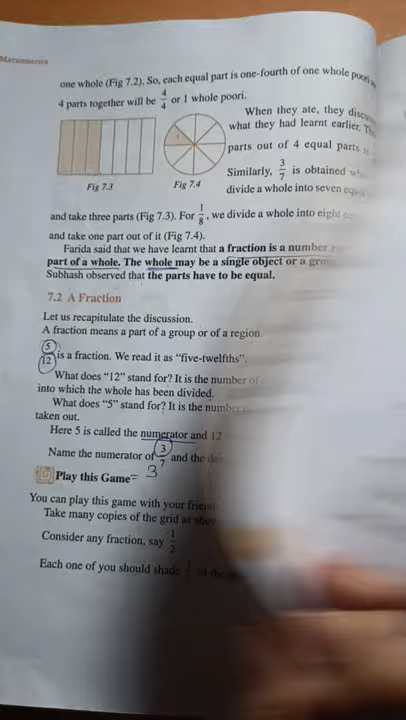 MATHEMATICS
one whole (Fig 7.2). So, each equal part is one-fourth of one whole poori
4 parts together will be 4/4 or 1 whole poori.
When they ate, they
what they had learnt earlier.
parts out of 4 equal parts
Similarly, 3/7 is obtained
divide a whole into seven
Fig 7.3
Fig 7.4
and take three parts (Fig 7.3). For 1/8, we divide a whole into eight
and take one part out of it (Fig 7.4).
Farida said that we have learnt that a fraction is a number
part of a whole. The whole may be a single object or a
Subhash observed that the parts have to be equal.
7.2 A Fraction
Let us recapitulate the discussion.
A fraction means a part of a group or of a region.
5/12 is a fraction. We read it as “five-twelfths”.
What does “12” stand for? It is the number of
into which the whole has been divided.
What does “5” stand for? It is the number
taken out.
Here 5 is called the numerator and 12
Name the numerator of 3/7 and the
Play this Game= 3
You can play this game with your
Take many copies of the grid as
Consider any fraction, say 1/2
Each one of you should shade